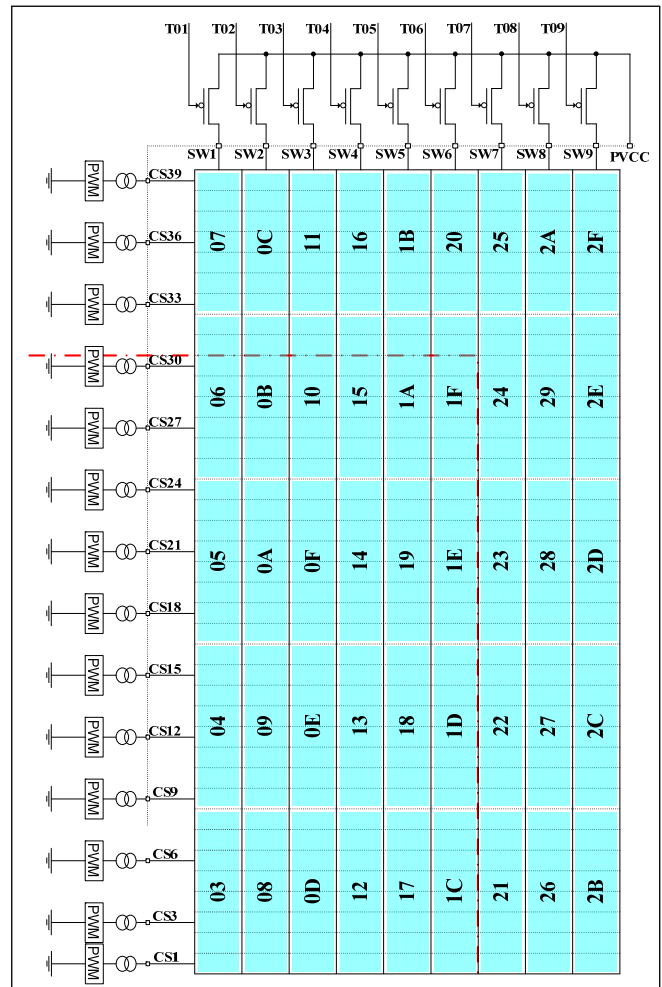 T01 T02 T03 T04 T05 T06 T07 T08 T09
SW1 SW2 SW3 SW4 SW5 SW6 SW7 SW8 SW9 PVCC
PWM CS39
PWM CS36 07 0C 11 16 1B 20 25 2A 2F
PWM CS33
PWM CS30
06 0B 10 15 1A 1F 24 29 2E
PWM CS27
PWM CS24
PWM CS21 05 0A 0F 14 19 1E 23 28 2D
PWM CS18
PWM CS15
PWM CS12 04 09 0E 13 18 1D 22 27 2C
PWM CS9
PWM CS6
03 08 0D 12 17 1C 21 26 2B
PWM CS3
PWM CS1